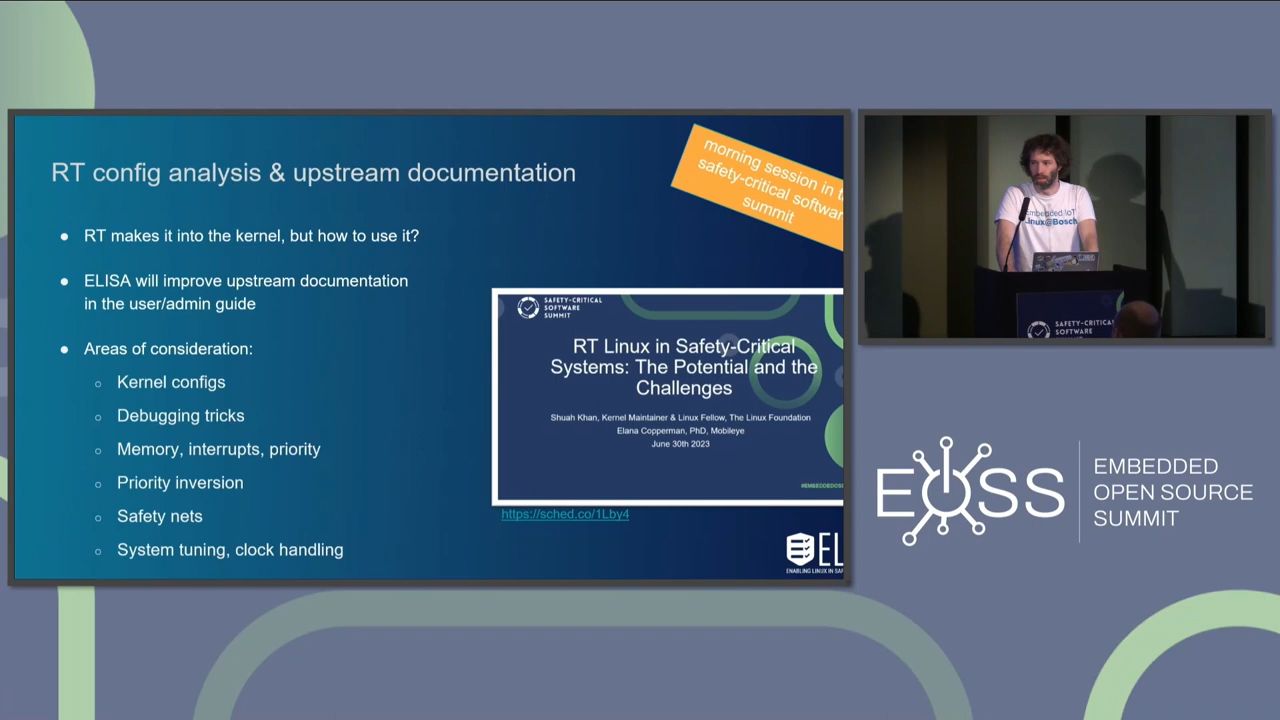 RT config analysis & upstream documentation
morning session in t
safety-critical softwar
summit
● RT makes it into the kernel, but how to use it?
● ELISA will improve upstream documentation
in the user/admin guide
● Areas of consideration:
○ Kernel configs
○ Debugging tricks
○ Memory, interrupts, priority
○ Priority inversion
○ Safety nets
○ System tuning, clock handling
SAFETY-CRITICAL
SOFTWARE
SUMMIT
RT Linux in Safety-Critical
Systems: The Potential and the
Challenges
Shuah Khan, Kernel Maintainer & Linux Fellow, The Linux Foundation
Elana Copperman, PhD, Mobileye
June 30th 2023
#EMBEDDEDOSS
https://sched.co/1Lby4
EL
ENABLING LINUX IN SAF
Embedded IoT
Linux@Bosch
SAFETY-CRITICAL
SOFTWARE
EOSS
EMBEDDED
OPEN SOURCE
SUMMIT